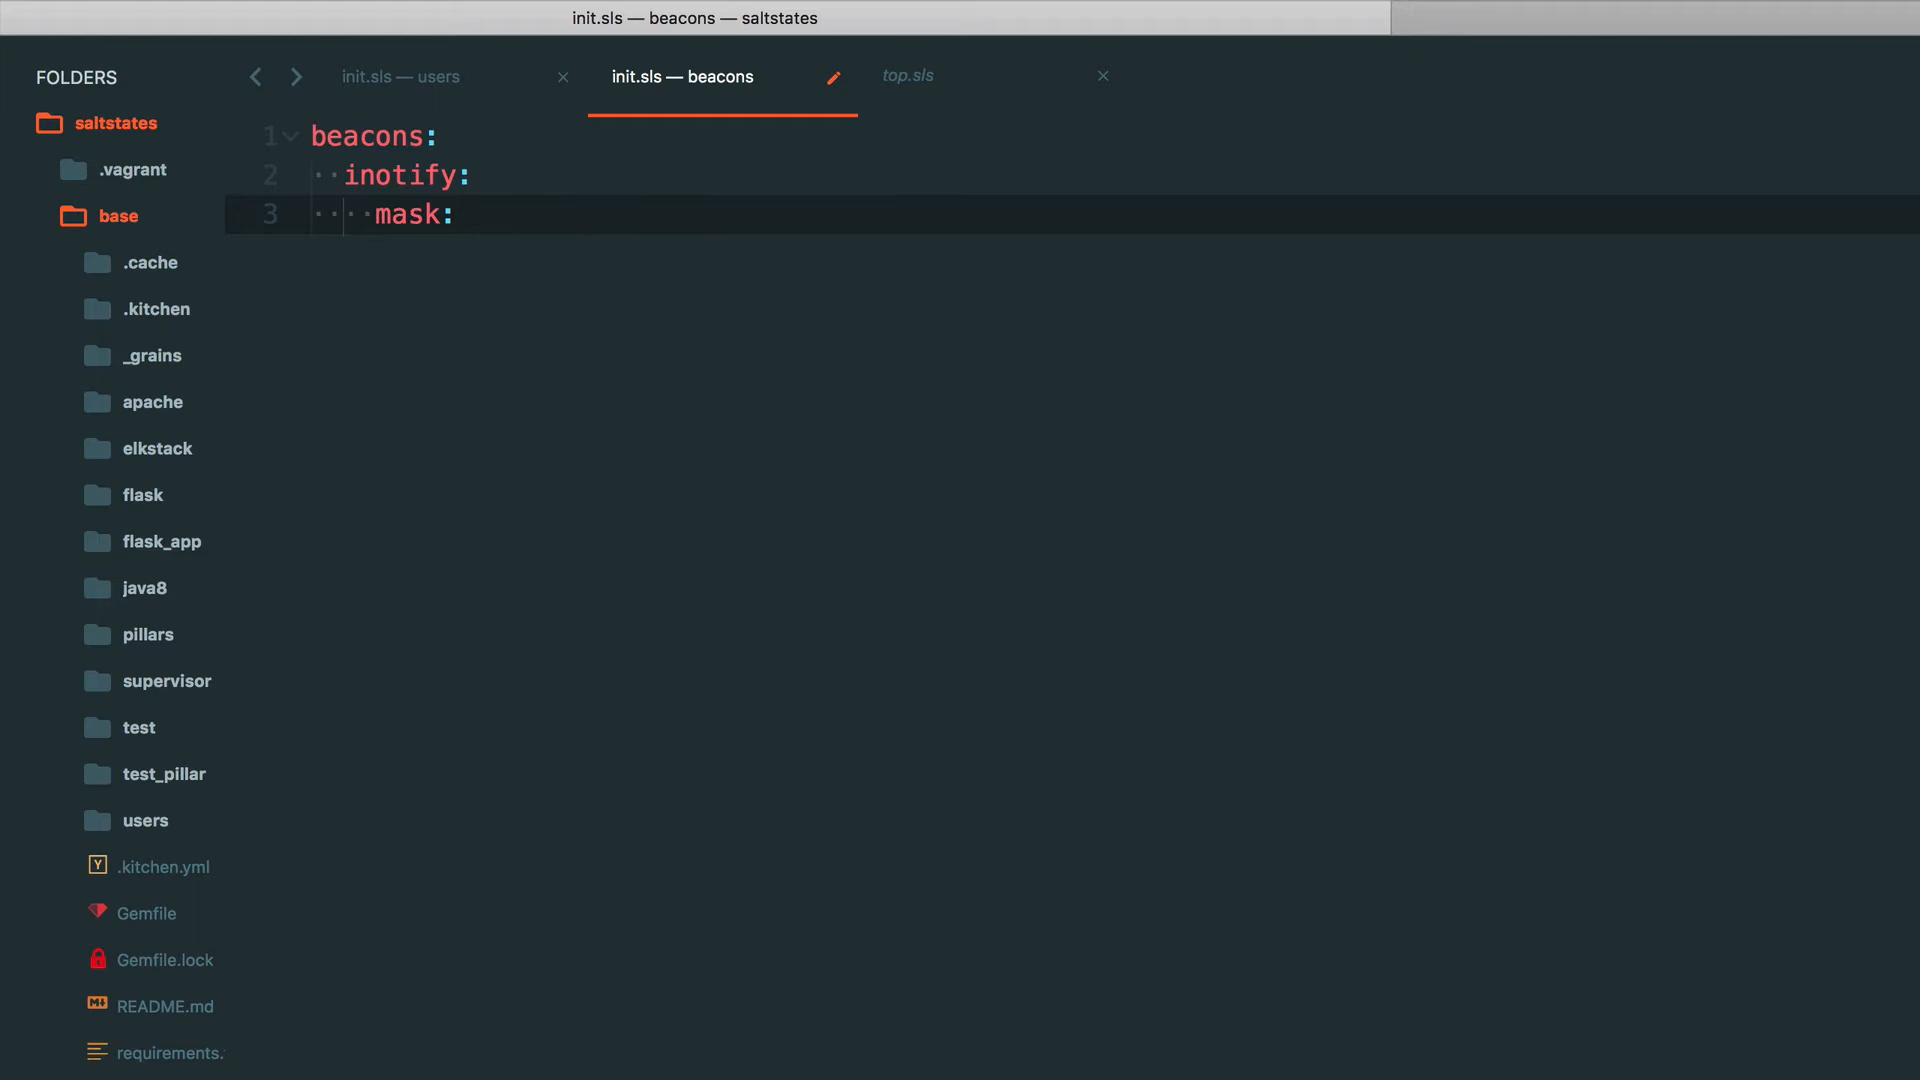 init.sls — beacons — saltstates
FOLDERS
saltstates
.vagrant
base
.cache
.kitchen
_grains
apache
elkstack
flask
flask_app
java8
pillars
supervisor
test
test_pillar
users
Y .kitchen.yml
Gemfile
Gemfile.lock
M↓ README.md
requirements.
init.sls — users
init.sls — beacons
top.sls
1 beacons:
2 inotify:
3 mask: